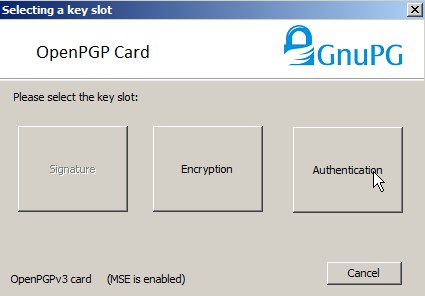 Selecting a key slot
OpenPGP Card
GnuPG
Please select the key slot:
Signature
Encryption
Authentication
OpenPGPv3 card (MSE is enabled)
Cancel